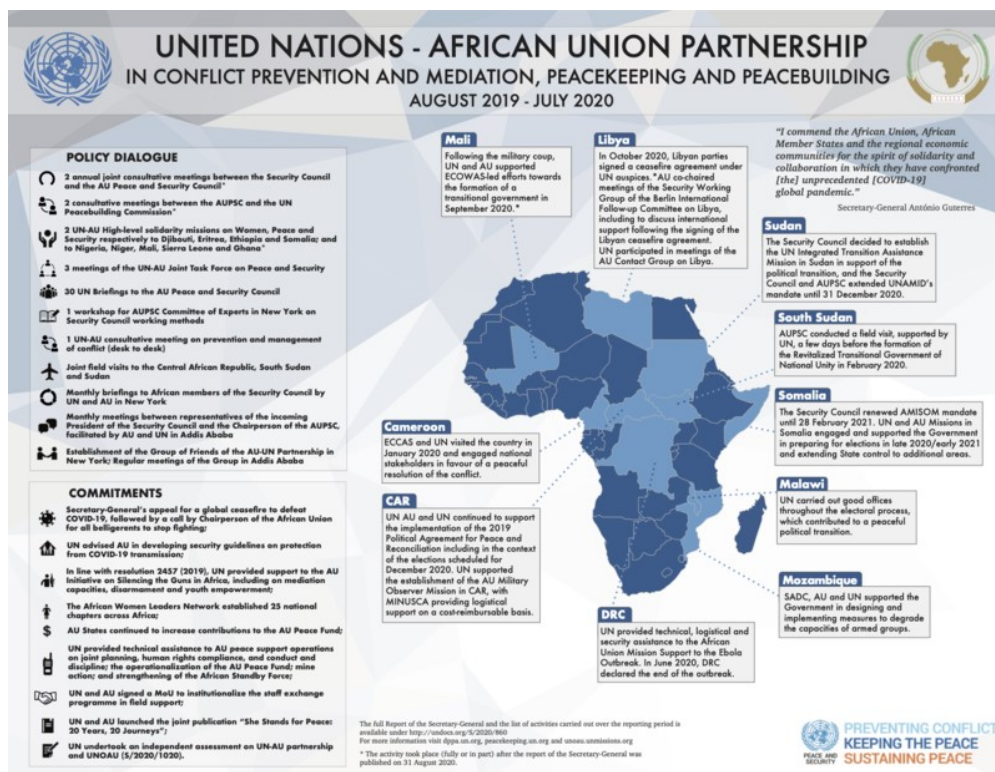 UNITED NATIONS - AFRICAN UNION PARTNERSHIP
IN CONFLICT PREVENTION AND MEDIATION, PEACEKEEPING AND PEACEBUILDING
AUGUST 2019 - JULY 2020
POLICY DIALOGUE
2 annual joint consultative meetings between the Security Council
and the AU Peace and Security Council*
2 consultative meetings between the AUPSC and the UN
Peacebuilding Commission*
2 UN-AU High-level solidarity missions on Women, Peace and
Security respectively to Djibouti, Eritrea, Ethiopia and Somalia; and
to Nigeria, Niger, Mali, Sierra Leone and Ghana*
3 meetings of the UN-AU Joint Task Force on Peace and Security
30 UN Briefings to the AU Peace and Security Council
1 workshop for AUPSC Committee of Experts in New York on
Security Council working methods
1 UN-AU consultative meeting on prevention and management
of conflict (desk to desk)
Joint field visits to the Central African Republic, South Sudan
and Sudan
Monthly briefings to African members of the Security Council by
UN and AU in New York
Monthly meetings between representatives of the incoming
President of the Security Council and the Chairperson of the AUPSC,
facilitated by AU and UN in Addis Ababa
Establishment of the Group of Friends of the AU-UN Partnership in
New York; Regular meetings of the Group in Addis Ababa
COMMITMENTS
Secretary-General's appeal for a global ceasefire to defeat
COVID-19, followed by a call by Chairperson of the African Union
for all belligerents to stop fighting;
UN advised AU in developing security guidelines on protection
from COVID-19 transmission;
In line with resolution 2457 (2019), UN provided support to the AU
Initiative on Silencing the Guns in Africa, including on mediation
capacities, disarmament and youth empowerment;
The African Women Leaders Network established 25 national
chapters across Africa;
AU States continued to increase contributions to the AU Peace Fund;
UN provided technical assistance to AU peace support operations
on joint planning, human rights compliance, and conduct and
discipline; the operationalization of the AU Peace Fund; mine
action; and strengthening of the African Standby Force;
UN and AU signed a MoU to institutionalize the staff exchange
programme in field support;
UN and AU launched the joint publication "She Stands for Peace:
20 Years, 20 Journeys";
UN undertook an independent assessment on UN-AU partnership
and UNOAU (S/2020/1020).
Mali
Following the military coup,
UN and AU supported
ECOWAS-led efforts towards
the formation of a
transitional government in
September 2020.*
Libya
In October 2020, Libyan parties
signed a ceasefire agreement under
UN auspices.*AU co-chaired
meetings of the Security Working
Group of the Berlin International
Follow-up Committee on Libya,
including to discuss international
support following the signing of the
Libyan ceasefire agreement.
UN participated in meetings of the
AU Contact Group on Libya.
"I commend the African Union, African
Member States and the regional economic
communities for the spirit of solidarity and
collaboration in which they have confronted
[the] unprecedented [COVID-19]
global pandemic."
Secretary-General António Guterres
Sudan
The Security Council decided to establish
the UN Integrated Transition Assistance
Mission in Sudan in support of the
political transition, and the Security
Council and AUPSC extended UNAMID's
mandate until 31 December 2020.
South Sudan
AUPSC conducted a field visit, supported by
UN, a few days before the formation of
the Revitalized Transitional Government of
National Unity in February 2020.
Somalia
The Security Council renewed AMISOM mandate
until 28 February 2021. UN and AU Missions in
Somalia engaged and supported the Government
in preparing for elections in late 2020/early 2021
and extending State control to additional areas.
Cameroon
ECCAS and UN visited the country in
January 2020 and engaged national
stakeholders in favour of a peaceful
resolution of the conflict.
CAR
UN AU and UN continued to support
the implementation of the 2019
Political Agreement for Peace and
Reconciliation including in the context
of the elections scheduled for
December 2020. UN supported
the establishment of the AU Military
Observer Mission in CAR, with
MINUSCA providing logistical
support on a cost-reimbursable basis.
Malawi
UN carried out good offices
throughout the electoral process,
which contributed to a peaceful
political transition.
Mozambique
SADC, AU and UN supported the
Government in designing and
implementing measures to degrade
the capacities of armed groups.
DRC
UN provided technical, logistical and
security assistance to the African
Union Mission Support to the Ebola
Outbreak. In June 2020, DRC
declared the end of the outbreak.
The full Report of the Secretary-General and the list of activities carried out over the reporting period is
available under http://undocs.org/S/2020/860
For more information visit dppa.un.org, peacekeeping.un.org and unoau.unmissions.org
* The activity took place (fully or in part) after the report of the Secretary-General was
published on 31 August 2020.
PEACE AND
SECURITY
PREVENTING CONFLICT
KEEPING THE PEACE
SUSTAINING PEACE